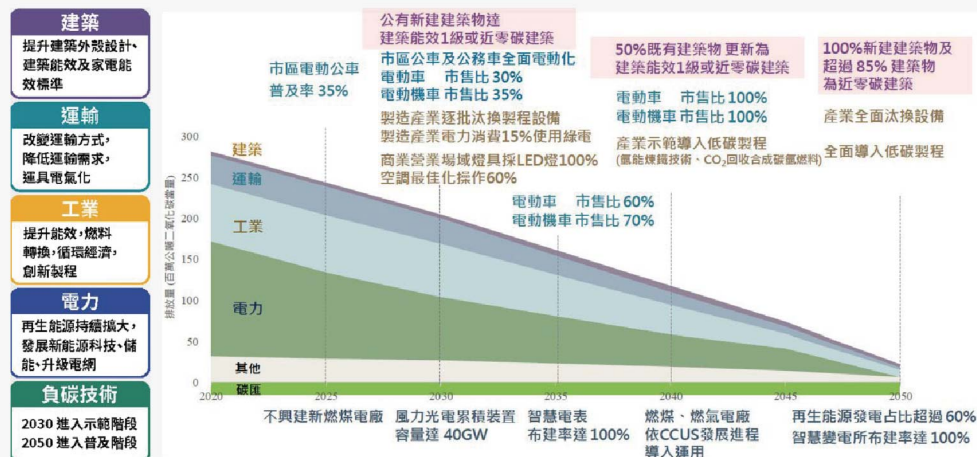 建築
提升建築外殼設計、
建築能效及家電能
效標準
運輸
改變運輸方式,
降低運輸需求,
運具電氣化
工業
提升能效,燃料
轉換,循環經濟,
創新製程
電力
再生能源持續擴大,
發展新能源科技、儲
能、升級電網
負碳技術
2030 進入示範階段
2050 進入普及階段
市區電動公車
普及率 35%
公有新建建築物達
建築能效1級或近零碳建築
市區公車及公務車全面電動化
電動車 市售比 30%
電動機車 市售比 35%
製造產業逐批汰換製程設備
製造產業電力消費15%使用綠電
商業營業場域燈具採LED燈100%
空調最佳化操作60%
電動車 市售比 60%
電動機車 市售比 70%
50%既有建築物 更新為
建築能效1級或近零碳建築
電動車 市售比 100%
電動機車 市售比 100%
產業示範導入低碳製程
(氫能煉鐵技術、CO₂回收合成碳氫燃料)
100%新建建築物及
超過 85% 建築物
為近零碳建築
產業全面汰換設備
全面導入低碳製程
排放量 (百萬公噸二氧化碳當量)
300
250
200
150
100
50
0
建築
運輸
工業
電力
其他
碳匯
2020
2025
2030
2035
2040
2045
2050
不興建新燃煤電廠
風力光電累積裝置
容量達 40GW
智慧電表
布建率達 100%
燃煤、燃氣電廠
依CCUS發展進程
導入運用
再生能源發電占比超過 60%
智慧變電所布建率達 100%